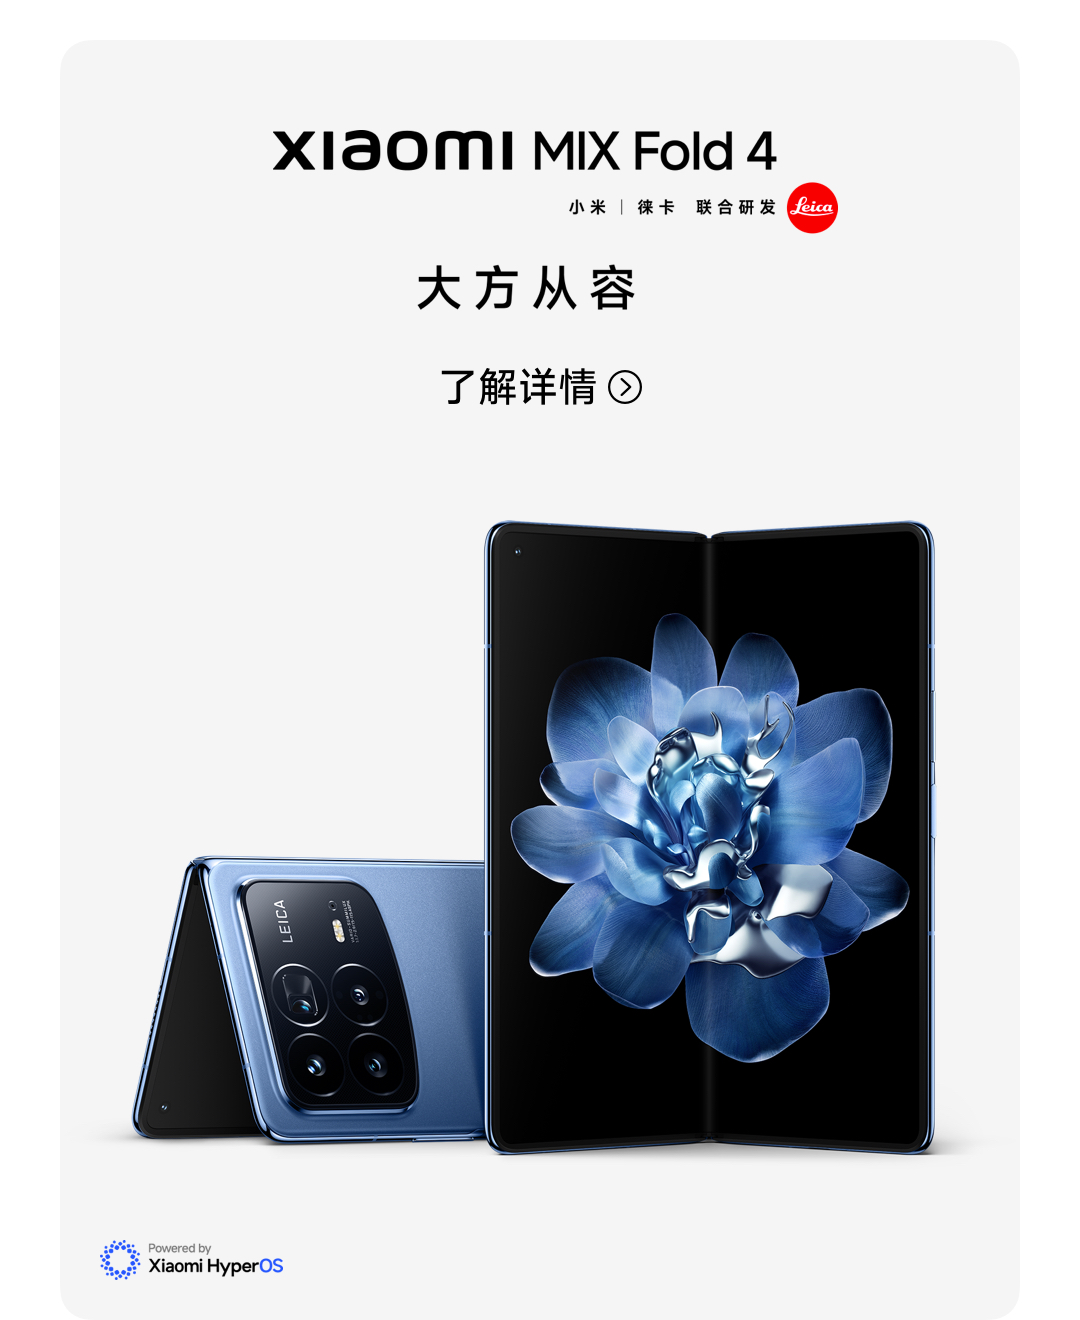 xiaomi MIX Fold 4
小米 | 徕卡 联合研发 Leica
大方从容
了解详情
LEICA
Powered by
Xiaomi HyperOS